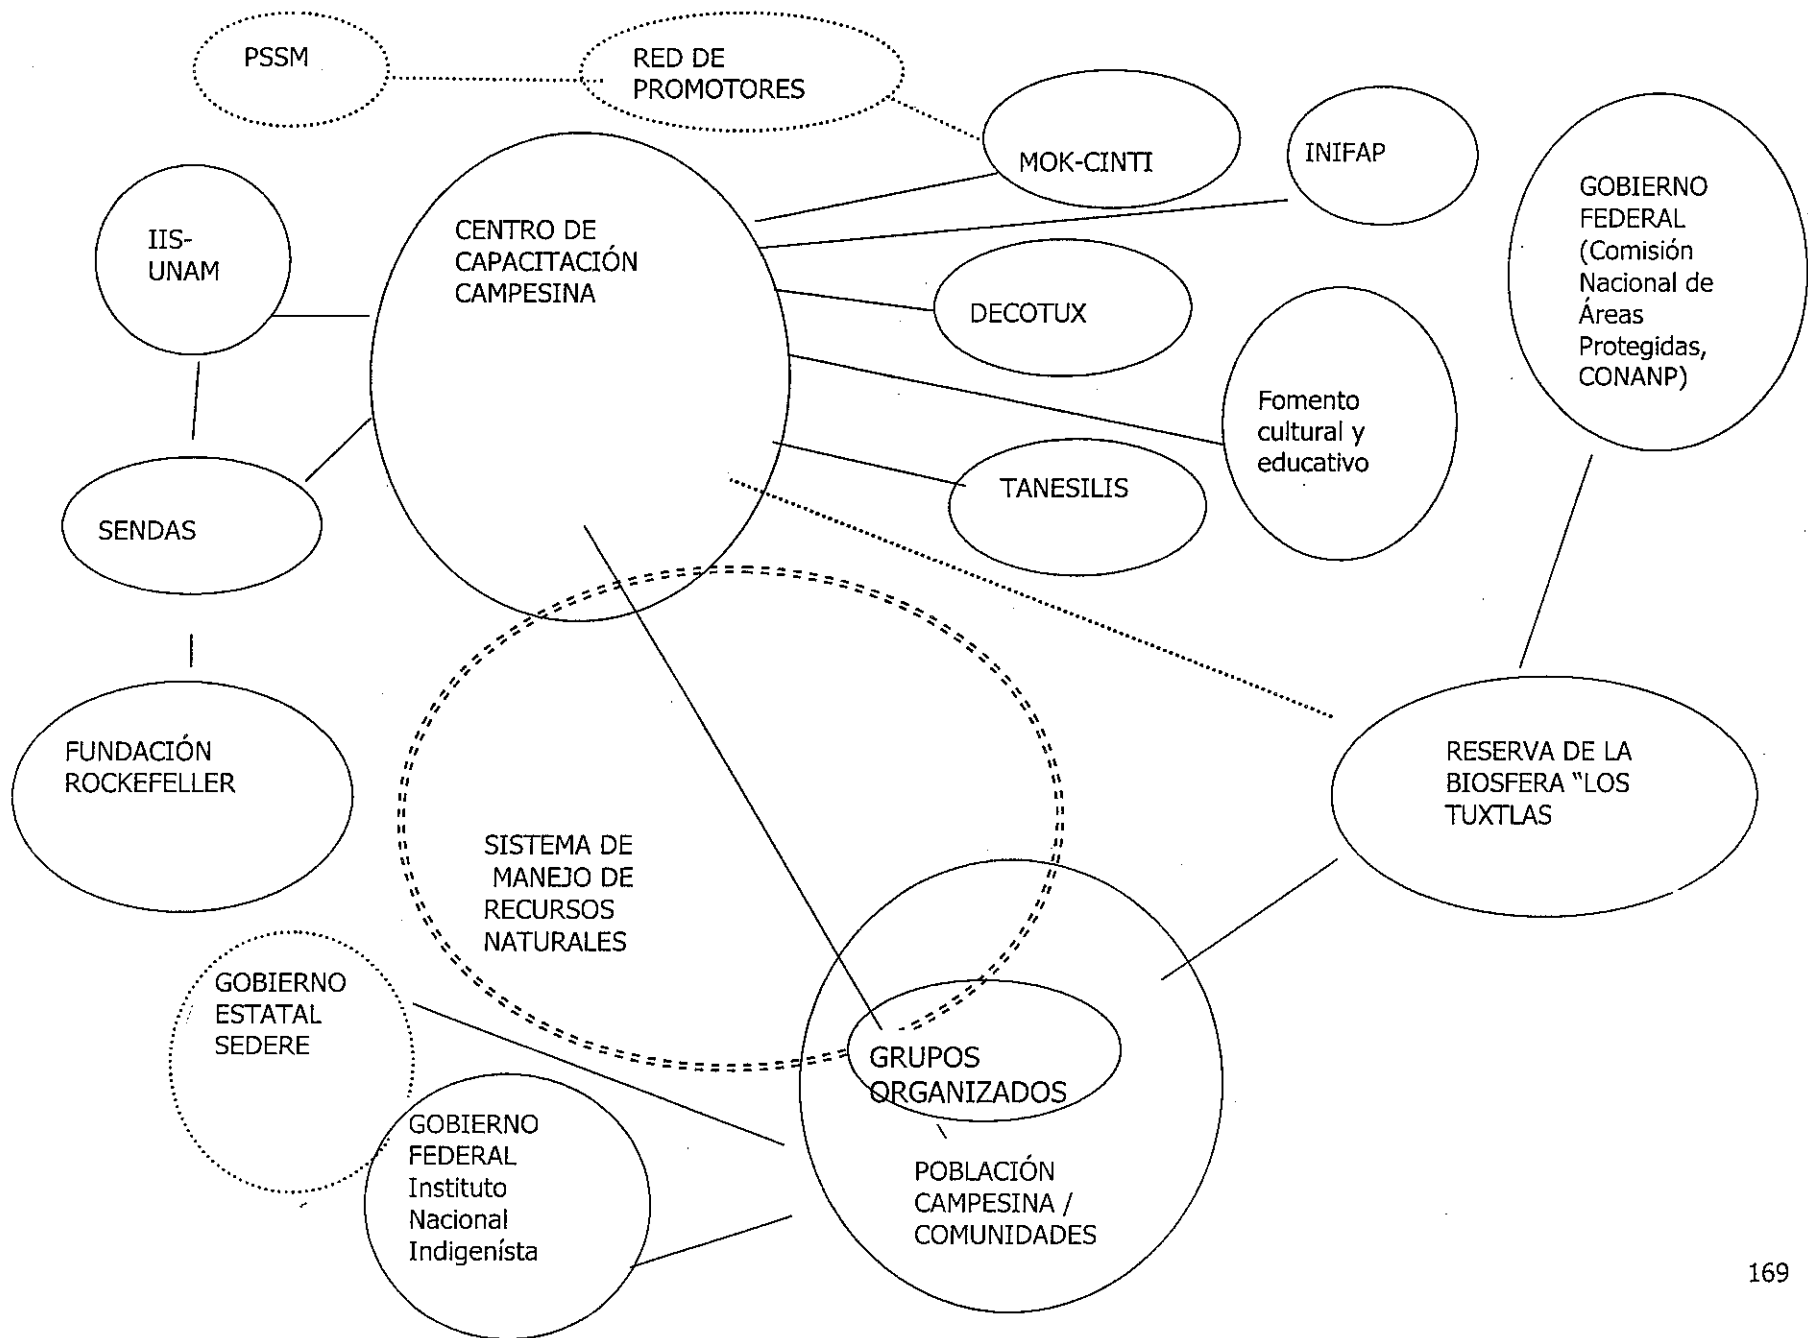 PSSM
RED DE
PROMOTORES
MOK-CINTI
INIFAP
GOBIERNO
FEDERAL
(Comisión
Nacional de
Áreas
Protegidas,
CONANP)
IIS-
UNAM
CENTRO DE
CAPACITACIÓN
CAMPESINA
DECOTUX
Fomento
cultural y
educativo
TANESILIS
SENDAS
FUNDACIÓN
ROCKEFELLER
RESERVA DE LA
BIOSFERA “LOS
TUXTLAS
SISTEMA DE
MANEJO DE
RECURSOS
NATURALES
GOBIERNO
ESTATAL
SEDERE
GRUPOS
ORGANIZADOS
GOBIERNO
FEDERAL
Instituto
Nacional
Indigenísta
POBLACIÓN
CAMPESINA /
COMUNIDADES
169